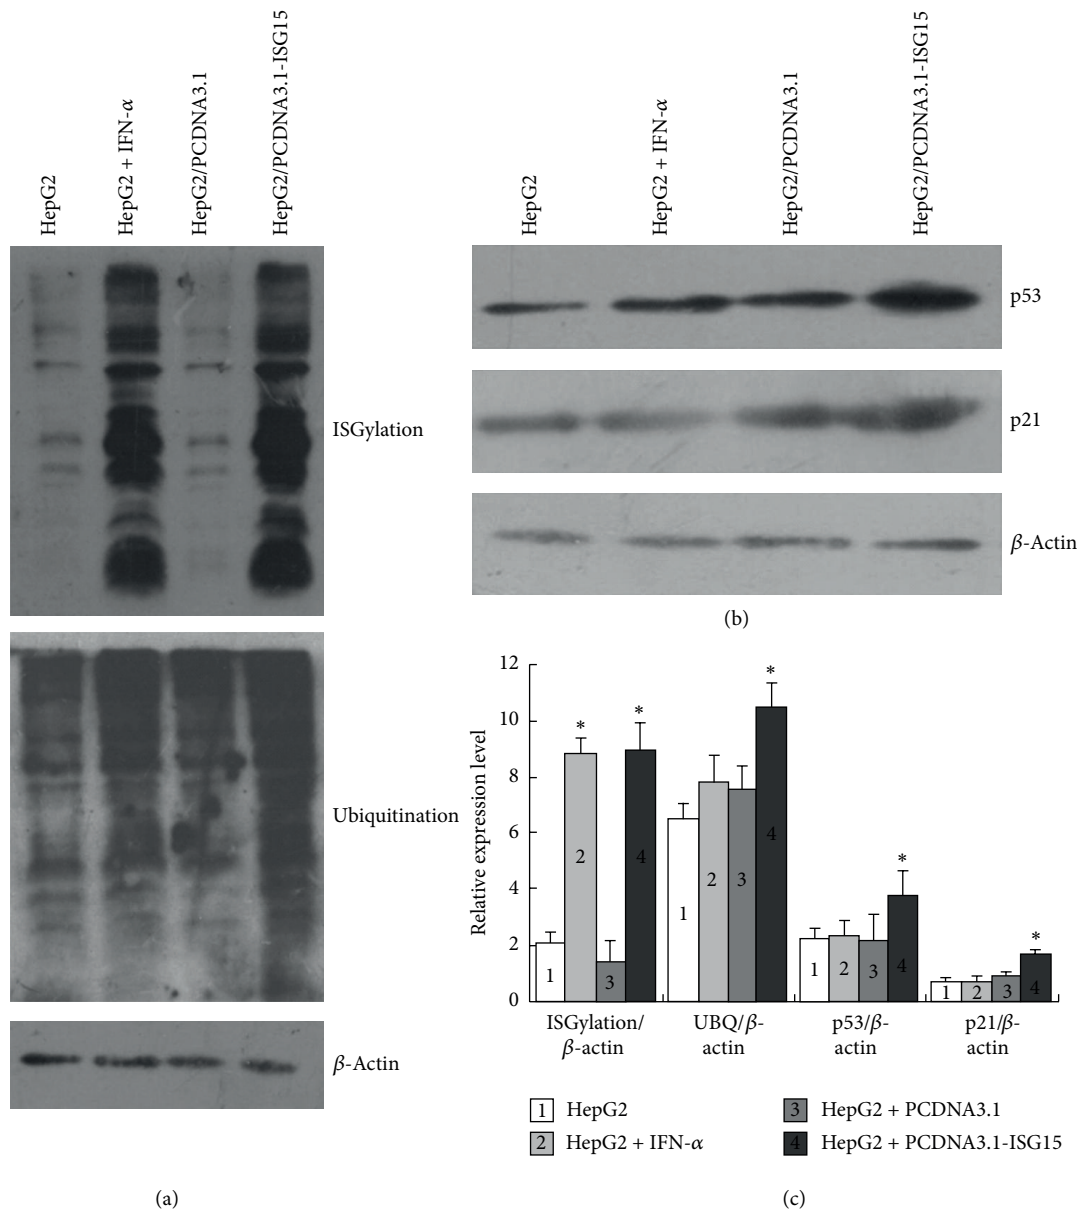 HepG2
HepG2 + IFN-α
HepG2/PCDNA3.1
HepG2/PCDNA3.1-ISG15
ISGylation
Ubiquitination
β-Actin
(a)
HepG2
HepG2 + IFN-α
HepG2/PCDNA3.1
HepG2/PCDNA3.1-ISG15
p53
p21
β-Actin
(b)
Relative expression level
12
10
8
6
4
2
0
*
*
*
*
*
1
2
3
4
1
2
3
4
1
2
3
4
1
2
3
4
ISGylation/
β-actin
UBQ/β-
actin
p53/β-
actin
p21/β-
actin
1 HepG2
2 HepG2 + IFN-α
3 HepG2 + PCDNA3.1
4 HepG2 + PCDNA3.1-ISG15
(c)